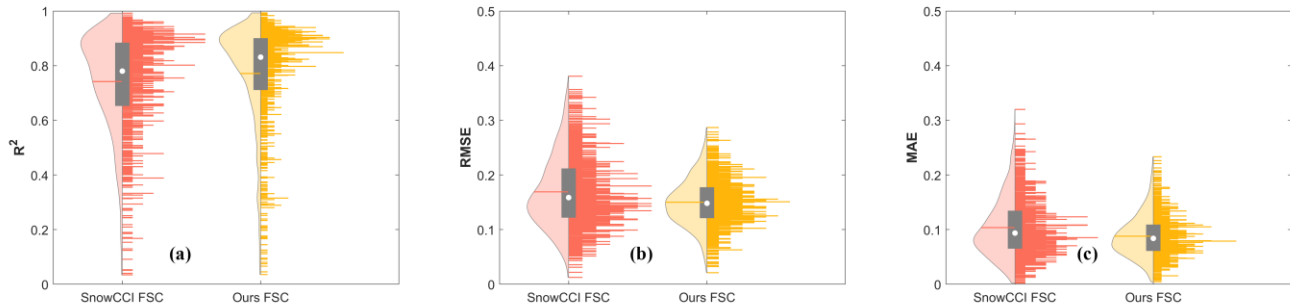 1
0.8
0.6
0.4
0.2
0
R²
(a)
SnowCCI FSC
Ours FSC
0.5
0.4
0.3
0.2
0.1
0
RMSE
(b)
SnowCCI FSC
Ours FSC
0.5
0.4
0.3
0.2
0.1
0
MAE
(c)
SnowCCI FSC
Ours FSC